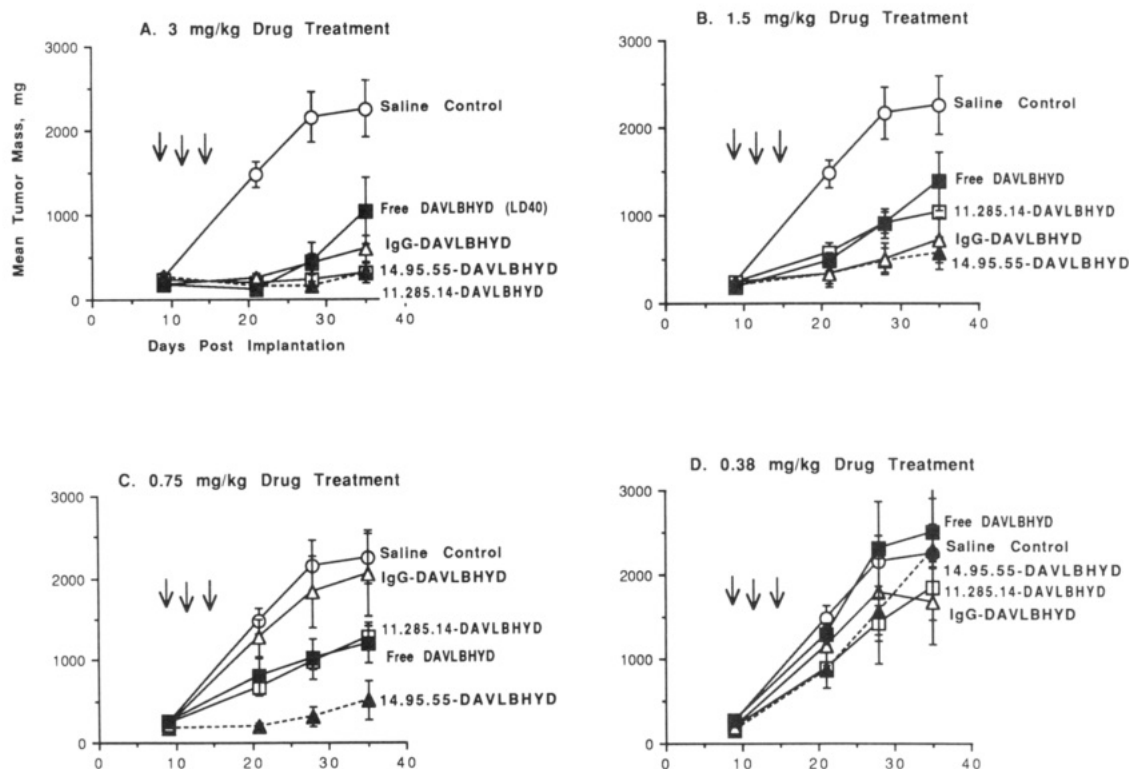 A. 3 mg/kg Drug Treatment
Mean Tumor Mass, mg
3000
2000
1000
0
Saline Control
Free DAVLBHYD (LD40)
IgG-DAVLBHYD
14.95.55-DAVLBHYD
11.285.14-DAVLBHYD
0 10 20 30 40
Days Post Implantation
B. 1.5 mg/kg Drug Treatment
3000
2000
1000
0
Saline Control
Free DAVLBHYD
11.285.14-DAVLBHYD
IgG-DAVLBHYD
14.95.55-DAVLBHYD
0 10 20 30 40
C. 0.75 mg/kg Drug Treatment
3000
2000
1000
0
Saline Control
IgG-DAVLBHYD
11.285.14-DAVLBHYD
Free DAVLBHYD
14.95.55-DAVLBHYD
0 10 20 30 40
D. 0.38 mg/kg Drug Treatment
3000
2000
1000
0
Free DAVLBHYD
Saline Control
14.95.55-DAVLBHYD
11.285.14-DAVLBHYD
IgG-DAVLBHYD
0 10 20 30 40